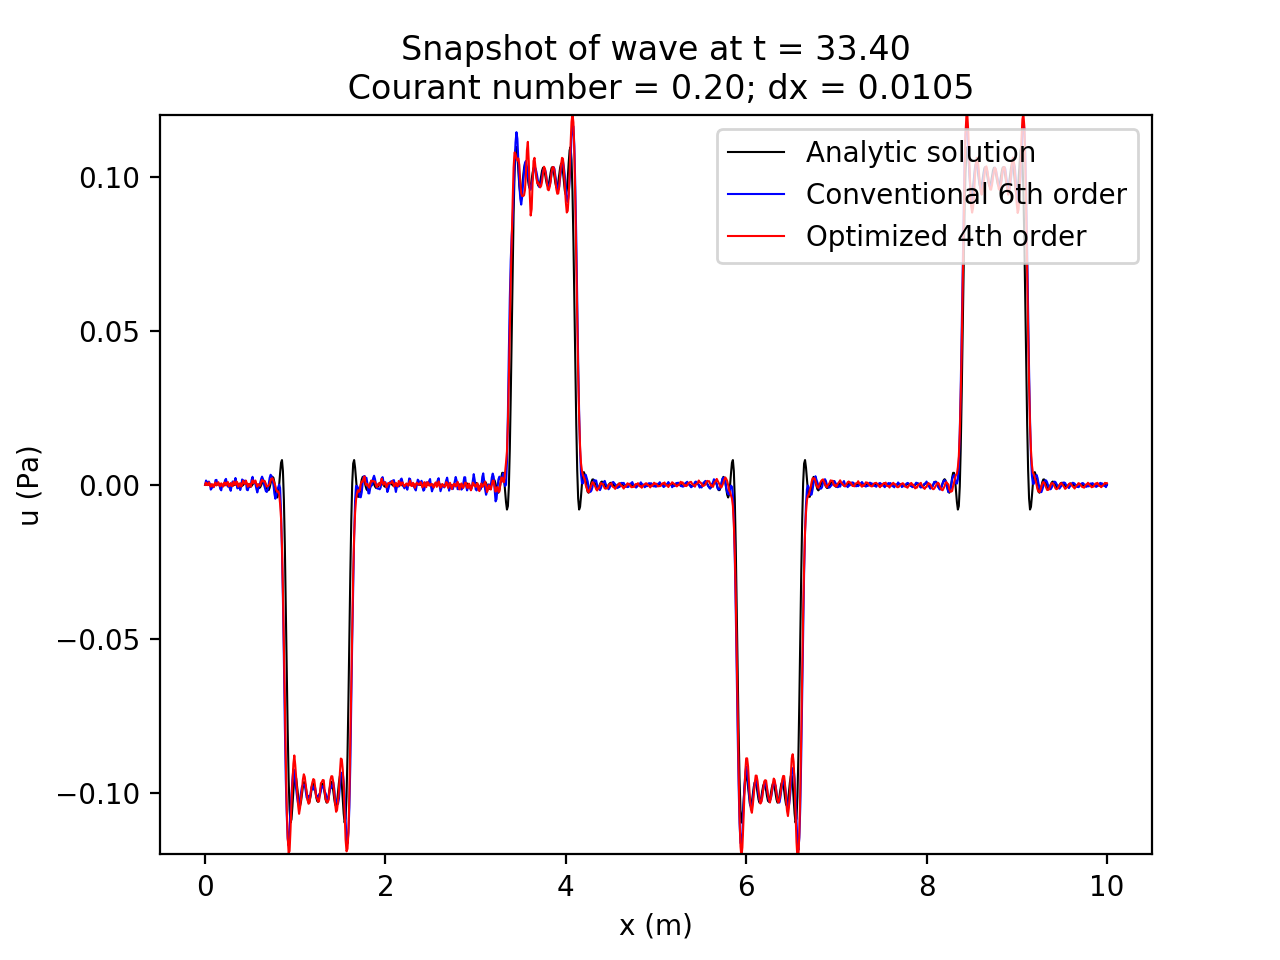 Snapshot of wave at t = 33.40
Courant number = 0.20; dx = 0.0105
Analytic solution
Conventional 6th order
Optimized 4th order
u (Pa)
0.10
0.05
0.00
−0.05
−0.10
0 2 4 6 8 10
x (m)